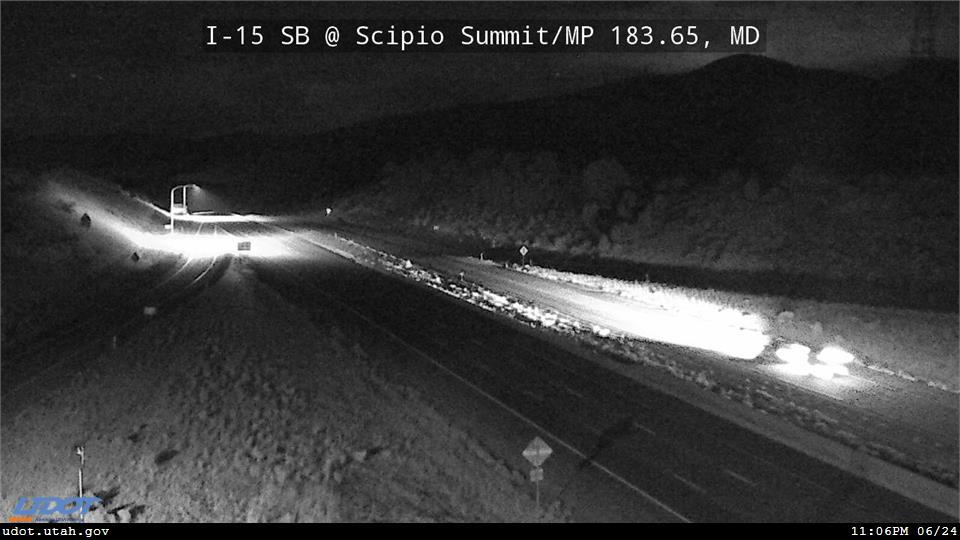 I-15 SB @ Scipio Summit/MP 183.65, MD
UDOT
udot.utah.gov 11:06PM 06/24